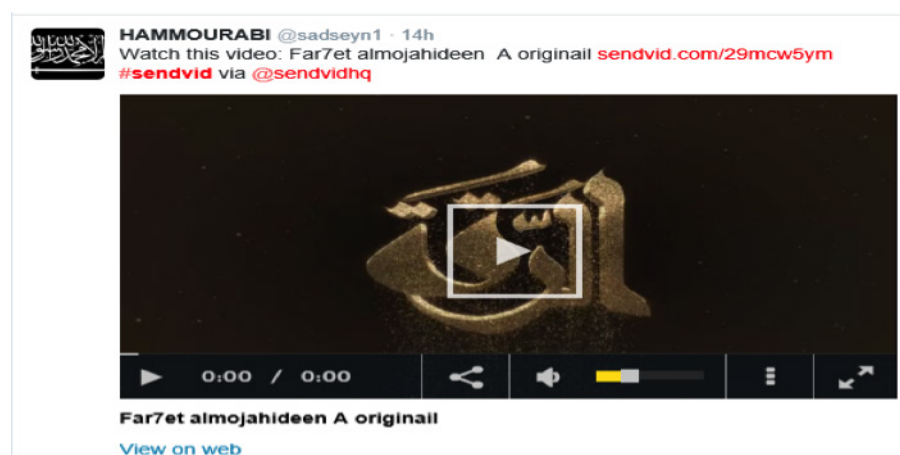 HAMMOURABI @sadseyn1 · 14h
Watch this video: Far7et almojahideen A originail sendvid.com/29mcw5ym
#sendvid via @sendvidhq
الرقة
0:00 / 0:00
Far7et almojahideen A originail
View on web